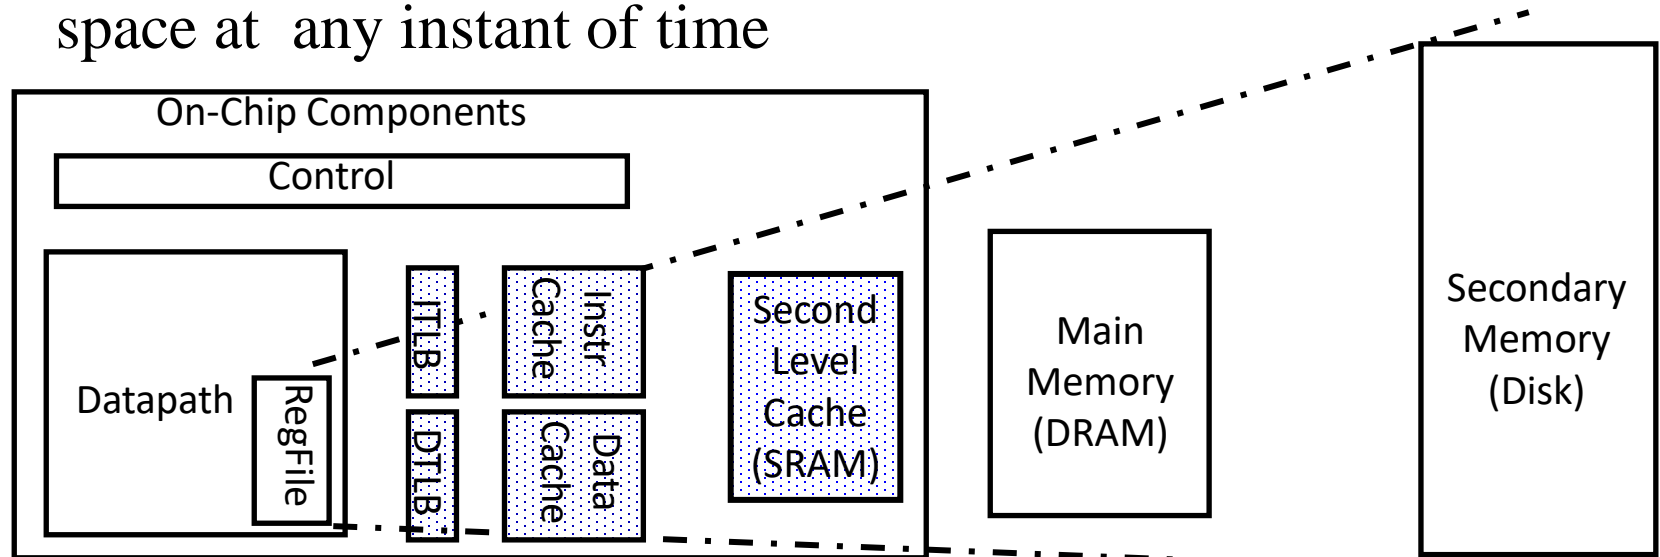 space at any instant of time
On-Chip Components
Control
Datapath
RegFile
ITLB
DTLB
Instr
Cache
Data
Cache
Second
Level
Cache
(SRAM)
Main
Memory
(DRAM)
Secondary
Memory
(Disk)